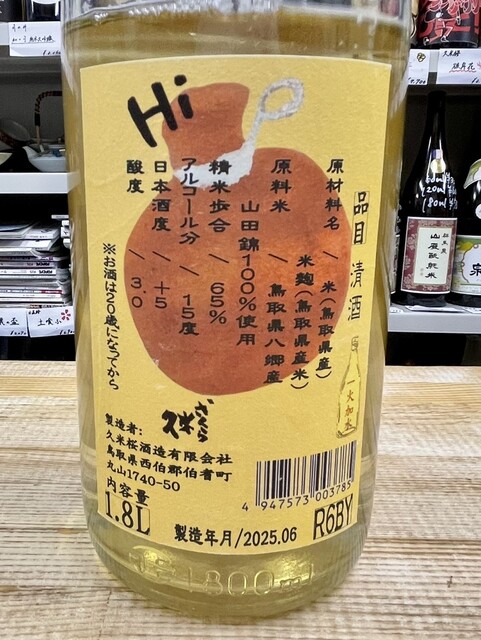 Hi
品目 清酒
原材料名 / 米(鳥取県産)
米麹(鳥取県産米)
原料米 / 鳥取県八郷産
山田錦100%使用
精米歩合 / 65%
アルコール分 / 15度
日本酒度 / +5
酸度 / 3.0
※お酒は20歳になってから
一火加水
さくら
久米
製造者:
久米桜酒造有限会社
鳥取県西伯郡伯耆町
丸山1740-50
内容量
1.8L
製造年月/2025.06
4 947573 003785
R6BY
1800ml